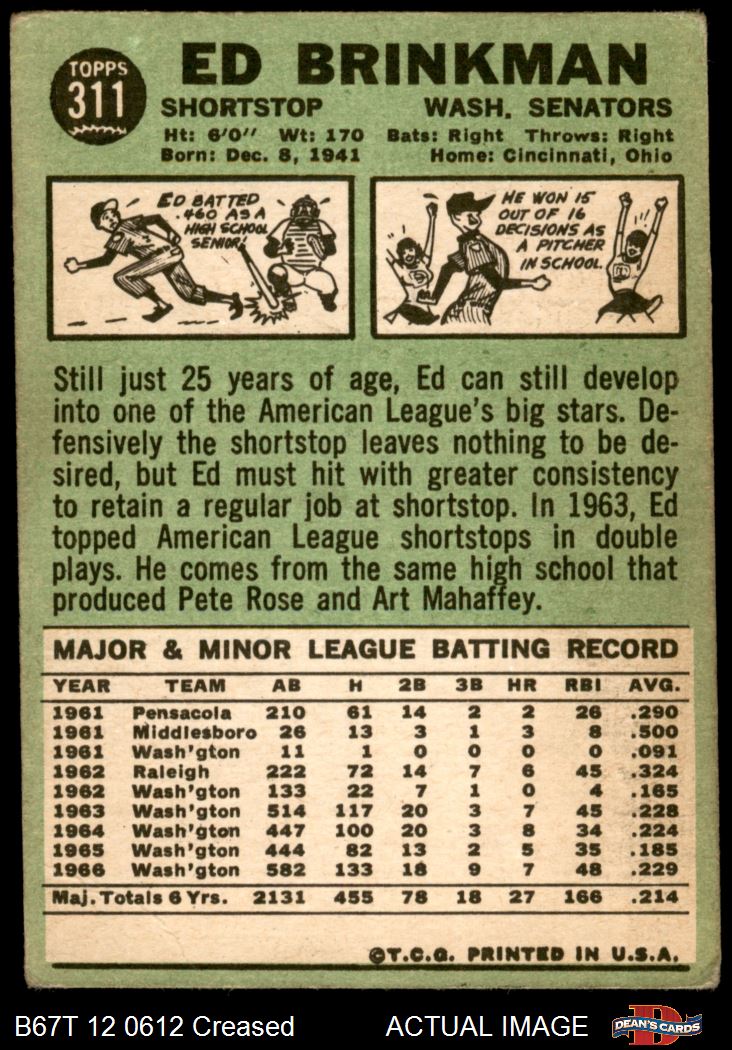 TOPPS
311
ED BRINKMAN
SHORTSTOP WASH. SENATORS
Ht: 6'0" Wt: 170 Bats: Right Throws: Right
Born: Dec. 8, 1941 Home: Cincinnati, Ohio
ED BATTED
.460 AS A
HIGH SCHOOL
SENIOR!
HE WON 15
OUT OF 16
DECISIONS AS
A PITCHER
IN SCHOOL.
Still just 25 years of age, Ed can still develop
into one of the American League's big stars. De-
fensively the shortstop leaves nothing to be de-
sired, but Ed must hit with greater consistency
to retain a regular job at shortstop. In 1963, Ed
topped American League shortstops in double
plays. He comes from the same high school that
produced Pete Rose and Art Mahaffey.
MAJOR & MINOR LEAGUE BATTING RECORD
YEAR TEAM AB H 2B 3B HR RBI AVG.
1961 Pensacola 210 61 14 2 2 26 .290
1961 Middlesboro 26 13 3 1 3 8 .500
1961 Wash'gton 11 1 0 0 0 0 .091
1962 Raleigh 222 72 14 7 6 45 .324
1962 Wash'gton 133 22 7 1 0 4 .165
1963 Wash'gton 514 117 20 3 7 45 .228
1964 Wash'gton 447 100 20 3 8 34 .224
1965 Wash'gton 444 82 13 2 5 35 .185
1966 Wash'gton 582 133 18 9 7 48 .229
Maj. Totals 6 Yrs. 2131 455 78 18 27 166 .214
©T.C.G. PRINTED IN U.S.A.
B67T 12 0612 Creased ACTUAL IMAGE
D
DEAN'S CARDS